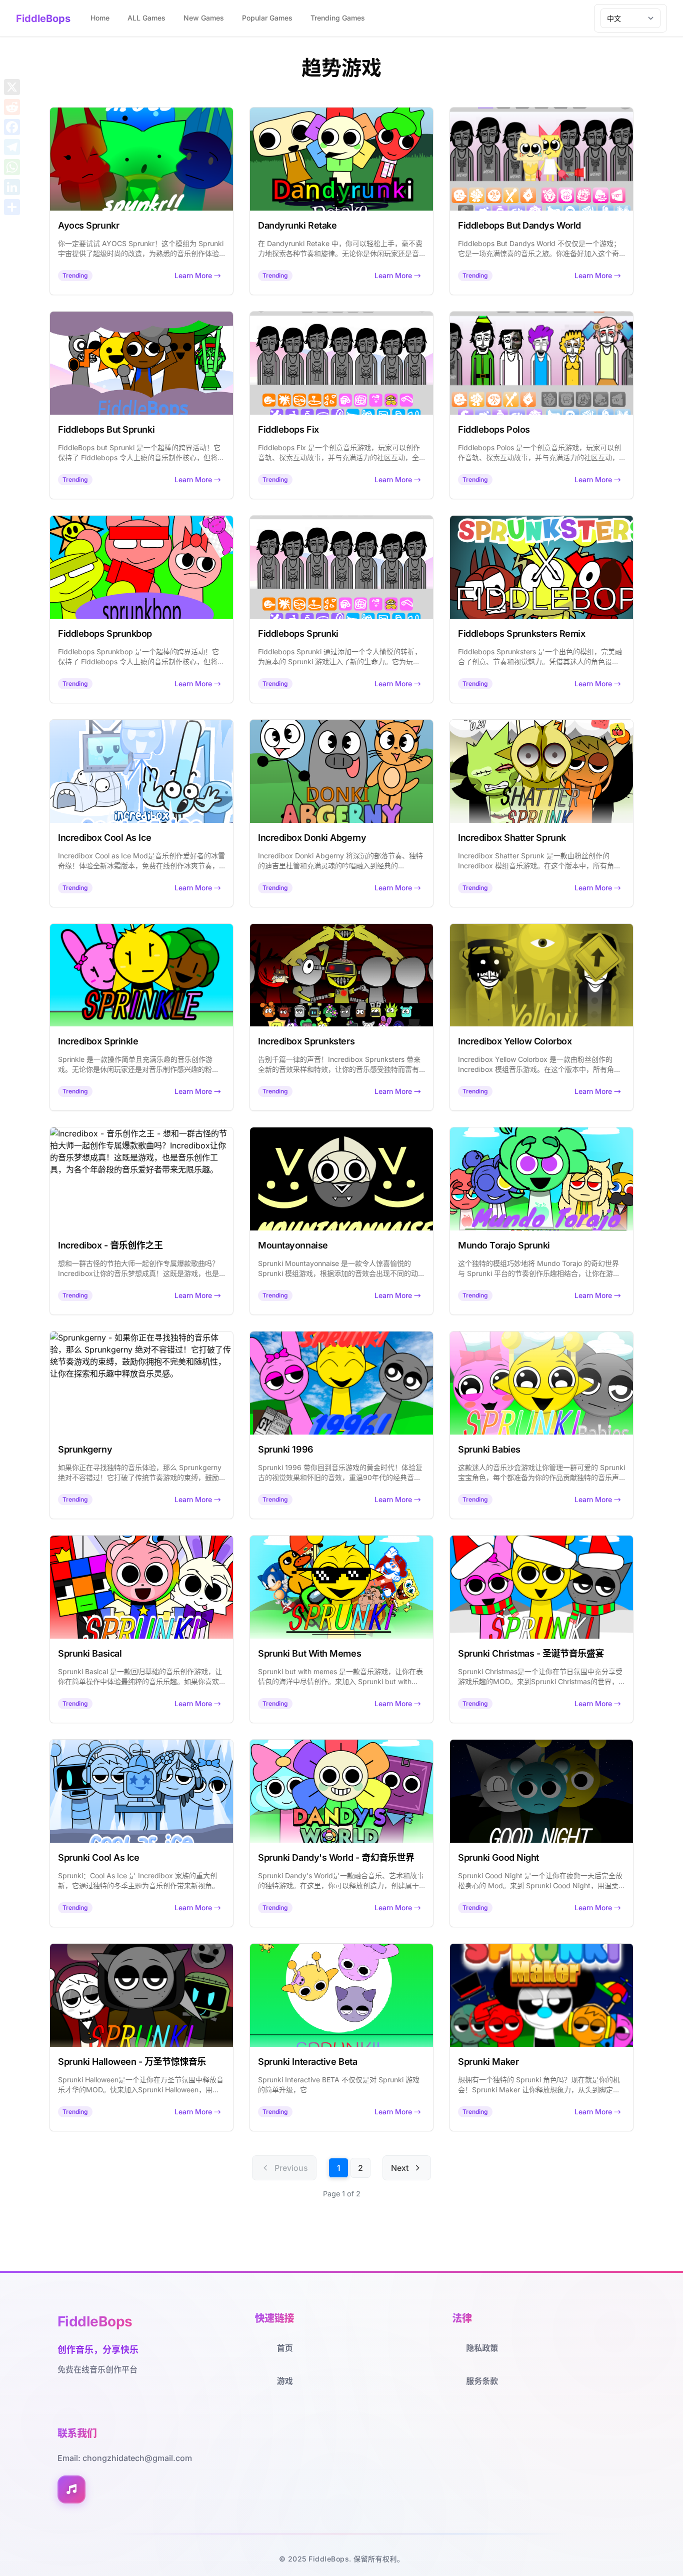 FiddleBops
Home
ALL Games
New Games
Popular Games
Trending Games
中文
趋势游戏
Ayocs Sprunkr
你一定要试试 AYOCS Sprunkr！这个模组为 Sprunki
宇宙提供了超级时尚的改造，为熟悉的音乐创作体验...
Trending
Learn More →
Dandyrunki
Dandyrunki Retake
在 Dandyrunki Retake 中，你可以轻松上手，毫不费
力地探索各种节奏和旋律。无论你是休闲玩家还是音...
Trending
Learn More →
Fiddlebops But Dandys World
Fiddlebops But Dandys World 不仅仅是一个游戏；
它是一场充满惊喜的音乐之旅。你准备好加入这个奇...
Trending
Learn More →
FiddleBops
Fiddlebops But Sprunki
FiddleBops but Sprunki 是一个超棒的跨界活动！它
保持了 Fiddlebops 令人上瘾的音乐制作核心，但将...
Trending
Learn More →
Fiddlebops Fix
Fiddlebops Fix 是一个创意音乐游戏，玩家可以创作
音轨、探索互动故事，并与充满活力的社区互动，全...
Trending
Learn More →
Fiddlebops Polos
Fiddlebops Polos 是一个创意音乐游戏，玩家可以创
作音轨、探索互动故事，并与充满活力的社区互动，...
Trending
Learn More →
sprunkbop
Fiddlebops Sprunkbop
Fiddlebops Sprunkbop 是一个超棒的跨界活动！它
保持了 Fiddlebops 令人上瘾的音乐制作核心，但将...
Trending
Learn More →
Fiddlebops Sprunki
Fiddlebops Sprunki 通过添加一个令人愉悦的转折，
为原本的 Sprunki 游戏注入了新的生命力。它为玩...
Trending
Learn More →
SPRUNKSTERS
FIDDLEBOP
Fiddlebops Sprunksters Remix
Fiddlebops Sprunksters 是一个出色的模组，完美融
合了创意、节奏和视觉魅力。凭借其迷人的角色设...
Trending
Learn More →
incredibox
Incredibox Cool As Ice
Incredibox Cool as Ice Mod是音乐创作爱好者的冰雪
奇缘！体验全新冰霜版本，免费在线创作冰爽节奏，...
Trending
Learn More →
DONKI
ABGERNY
Incredibox Donki Abgerny
Incredibox Donki Abgerny 将深沉的部落节奏、独特
的迪吉里杜管和充满灵魂的吟唱融入到经典的...
Trending
Learn More →
SHATTER
SPRUNK
Incredibox Shatter Sprunk
Incredibox Shatter Sprunk 是一款由粉丝创作的
Incredibox 模组音乐游戏。在这个版本中，所有角...
Trending
Learn More →
SPRINKLE
Incredibox Sprinkle
Sprinkle 是一款操作简单且充满乐趣的音乐创作游
戏。无论你是休闲玩家还是对音乐制作感兴趣的粉...
Trending
Learn More →
Incredibox Sprunksters
告别千篇一律的声音！Incredibox Sprunksters 带来
全新的音效采样和特效，让你的音乐感受独特而富有...
Trending
Learn More →
Yellow
Incredibox Yellow Colorbox
Incredibox Yellow Colorbox 是一款由粉丝创作的
Incredibox 模组音乐游戏。在这个版本中，所有角...
Trending
Learn More →
Incredibox - 音乐创作之王 - 想和一群古怪的节
拍大师一起创作专属爆款歌曲吗？Incredibox让你
的音乐梦想成真！这既是游戏，也是音乐创作工
具，为各个年龄段的音乐爱好者带来无限乐趣。
Incredibox - 音乐创作之王
想和一群古怪的节拍大师一起创作专属爆款歌曲吗？
Incredibox让你的音乐梦想成真！这既是游戏，也是...
Trending
Learn More →
MOUNTAYONNAISE
Mountayonnaise
Sprunki Mountayonnaise 是一款令人惊喜愉悦的
Sprunki 模组游戏，根据添加的音效会出现不同的动...
Trending
Learn More →
Mundo Torajo
Mundo Torajo Sprunki
这个独特的模组巧妙地将 Mundo Torajo 的奇幻世界
与 Sprunki 平台的节奏创作乐趣相结合，让你在游...
Trending
Learn More →
Sprunkgerny - 如果你正在寻找独特的音乐体
验，那么 Sprunkgerny 绝对不容错过！它打破了传
统节奏游戏的束缚，鼓励你拥抱不完美和随机性，
让你在探索和乐趣中释放音乐灵感。
Sprunkgerny
如果你正在寻找独特的音乐体验，那么 Sprunkgerny
绝对不容错过！它打破了传统节奏游戏的束缚，鼓励...
Trending
Learn More →
1996!
Sprunki 1996
Sprunki 1996 带你回到音乐游戏的黄金时代！体验复
古的视觉效果和怀旧的音效，重温90年代的经典音...
Trending
Learn More →
SPRUNKI
Babies
Sprunki Babies
这款迷人的音乐沙盒游戏让你管理一群可爱的 Sprunki
宝宝角色，每个都准备为你的作品贡献独特的音乐声...
Trending
Learn More →
SPRUNKI
Sprunki Basical
Sprunki Basical 是一款回归基础的音乐创作游戏，让
你在简单操作中体验最纯粹的音乐乐趣。如果你喜欢...
Trending
Learn More →
SPRUNKI
Sprunki But With Memes
Sprunki but with memes 是一款音乐游戏，让你在表
情包的海洋中尽情创作。来加入 Sprunki but with...
Trending
Learn More →
SPRUNKI
Sprunki Christmas - 圣诞节音乐盛宴
Sprunki Christmas是一个让你在节日氛围中充分享受
游戏乐趣的MOD。来到Sprunki Christmas的世界，...
Trending
Learn More →
Cool as ice
Sprunki Cool As Ice
Sprunki：Cool As Ice 是 Incredibox 家族的重大创
新，它通过独特的冬季主题为音乐创作带来新视角。
Trending
Learn More →
DANDY'S
WORLD
Sprunki Dandy's World - 奇幻音乐世界
Sprunki Dandy's World是一款融合音乐、艺术和故事
的独特游戏。在这里，你可以释放创造力，创建属于...
Trending
Learn More →
GOOD NIGHT
Sprunki Good Night
Sprunki Good Night 是一个让你在疲惫一天后完全放
松身心的 Mod。来到 Sprunki Good Night，用温柔...
Trending
Learn More →
SPRUNKI
Sprunki Halloween - 万圣节惊悚音乐
Sprunki Halloween是一个让你在万圣节氛围中释放音
乐才华的MOD。快来加入Sprunki Halloween，用...
Trending
Learn More →
Sprunki Interactive Beta
Sprunki Interactive BETA 不仅仅是对 Sprunki 游戏
的简单升级，它
Trending
Learn More →
SPRUNKI
Maker
Sprunki Maker
想拥有一个独特的 Sprunki 角色吗？现在就是你的机
会！Sprunki Maker 让你释放想象力，从头到脚定...
Trending
Learn More →
Previous
1
2
Next
Page 1 of 2
FiddleBops
创作音乐，分享快乐
免费在线音乐创作平台
快速链接
首页
游戏
法律
隐私政策
服务条款
联系我们
Email: chongzhidatech@gmail.com
© 2025 FiddleBops. 保留所有权利。